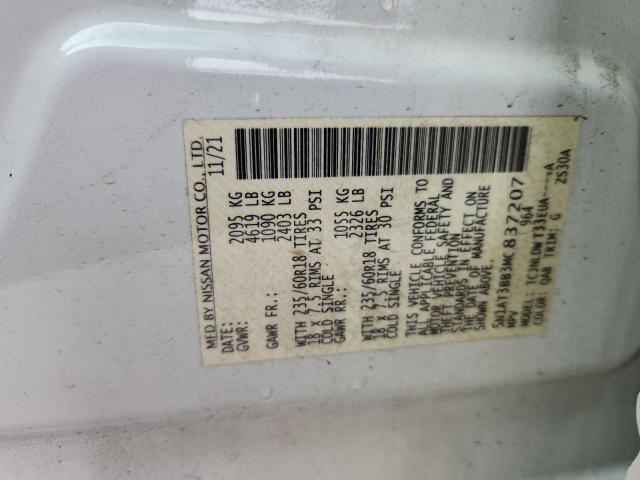 MFD BY NISSAN MOTOR CO., LTD
DATE: 11/21
GVWR: 2095 KG
4619 LB
GAWR FR.: 1090 KG
2403 LB
WITH 235/60R18 TIRES
18 X 7.5 RIMS AT 33 PSI
COLD SINGLE
GAWR RR.: 1055 KG
2326 LB
WITH 235/60R18 TIRES
18 X 7.5 RIMS AT 30 PSI
COLD SINGLE
THIS VEHICLE CONFORMS TO
ALL APPLICABLE FEDERAL
MOTOR VEHICLE SAFETY AND
THEFT PREVENTION
STANDARDS IN EFFECT ON
THE DATE OF MANUFACTURE
SHOWN ABOVE.
5N1AT3BB3MC837207
MPV 964
MODEL: TC3NLDW T33EUA----A
COLOR: QAB TRIM: G ZS30A